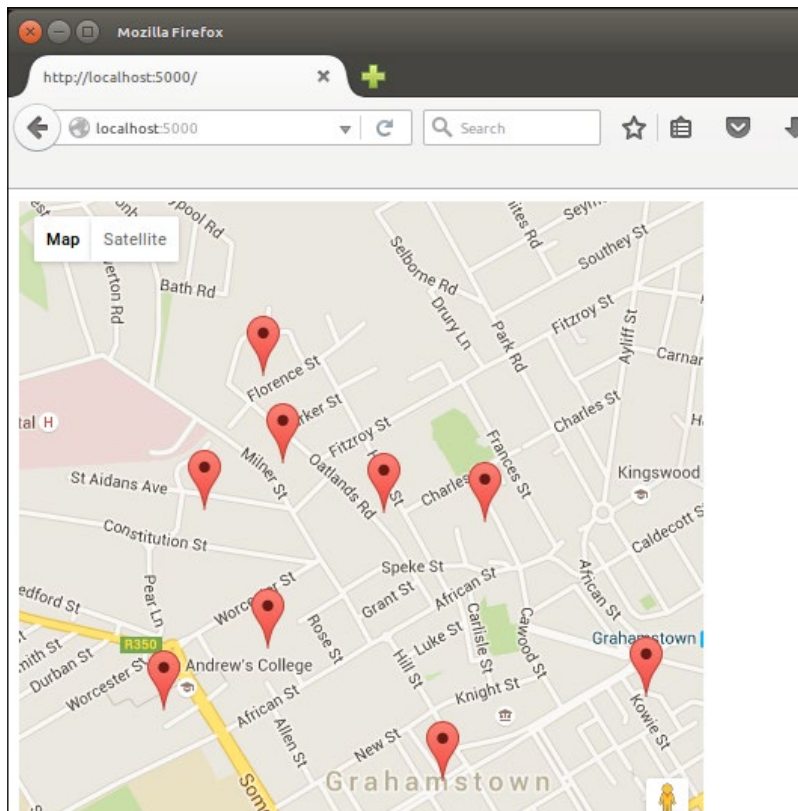 Mozilla Firefox
http://localhost:5000/
localhost:5000
Search
Map
Satellite
Bath Rd
Selborne Rd
Drury Ln
Park Rd
Southey St
Fitzroy St
Ayliff St
Florence St
Charles St
H
Fitzroy St
Milner St
Oatlands Rd
Frances St
Kingswood
St Aidans Ave
Charles
Constitution St
Caldecott S
Speke St
African St
African St
Pear Ln
Worcester St
Grant St
Carlisle St
Cawood St
Rose St
Luke St
Grahamstown
R350
Durban St
Andrew's College
Worcester St
Hill St
Knight St
Kowie St
African St
Allen St
New St
Grahamstown